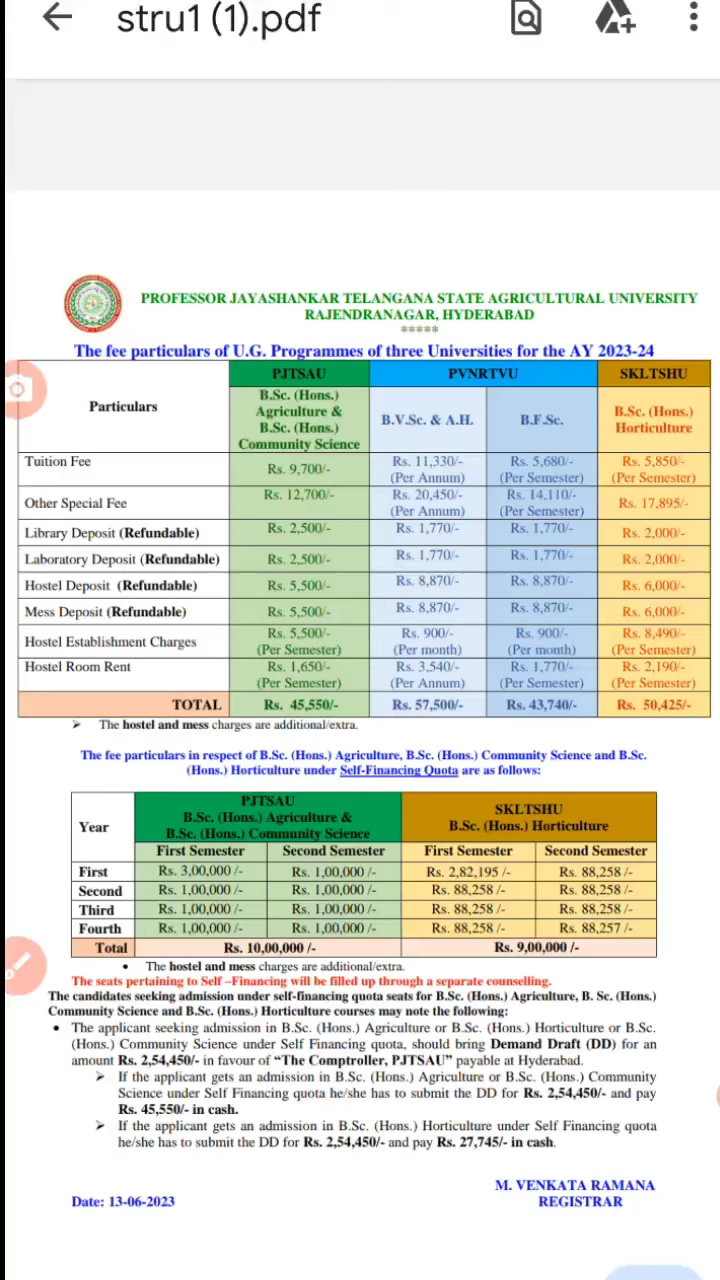 stru1 (1).pdf
PROFESSOR JAYASHANKAR TELANGANA STATE AGRICULTURAL UNIVERSITY
RAJENDRANAGAR, HYDERABAD
*****
The fee particulars of U.G. Programmes of three Universities for the AY 2023-24
Particulars PJTSAU PVNRTVU SKLTSHU
B.Sc. (Hons.) Agriculture & B.Sc. (Hons.) Community Science B.V.Sc. & A.H. B.F.Sc. B.Sc. (Hons.) Horticulture
Tuition Fee Rs. 9,700/- Rs. 11,330/- (Per Annum) Rs. 5,680/- (Per Semester) Rs. 5,850/- (Per Semester)
Other Special Fee Rs. 12,700/- Rs. 20,450/- (Per Annum) Rs. 14,110/- (Per Semester) Rs. 17,895/-
Library Deposit (Refundable) Rs. 2,500/- Rs. 1,770/- Rs. 1,770/- Rs. 2,000/-
Laboratory Deposit (Refundable) Rs. 2,500/- Rs. 1,770/- Rs. 1,770/- Rs. 2,000/-
Hostel Deposit (Refundable) Rs. 5,500/- Rs. 8,870/- Rs. 8,870/- Rs. 6,000/-
Mess Deposit (Refundable) Rs. 5,500/- Rs. 8,870/- Rs. 8,870/- Rs. 6,000/-
Hostel Establishment Charges Rs. 5,500/- (Per Semester) Rs. 900/- (Per month) Rs. 900/- (Per month) Rs. 8,490/- (Per Semester)
Hostel Room Rent Rs. 1,650/- (Per Semester) Rs. 3,540/- (Per Annum) Rs. 1,770/- (Per Semester) Rs. 2,190/- (Per Semester)
TOTAL Rs. 45,550/- Rs. 57,500/- Rs. 43,740/- Rs. 50,425/-
➢ The hostel and mess charges are additional/extra.
The fee particulars in respect of B.Sc. (Hons.) Agriculture, B.Sc. (Hons.) Community Science and B.Sc.
(Hons.) Horticulture under Self-Financing Quota are as follows:
Year PJTSAU B.Sc. (Hons.) Agriculture & B.Sc. (Hons.) Community Science SKLTSHU B.Sc. (Hons.) Horticulture
First Semester Second Semester First Semester Second Semester
First Rs. 3,00,000 /- Rs. 1,00,000 /- Rs. 2,82,195 /- Rs. 88,258 /-
Second Rs. 1,00,000 /- Rs. 1,00,000 /- Rs. 88,258 /- Rs. 88,258 /-
Third Rs. 1,00,000 /- Rs. 1,00,000 /- Rs. 88,258 /- Rs. 88,258 /-
Fourth Rs. 1,00,000 /- Rs. 1,00,000 /- Rs. 88,258 /- Rs. 88,257 /-
Total Rs. 10,00,000 /- Rs. 9,00,000 /-
• The hostel and mess charges are additional/extra.
The seats pertaining to Self –Financing will be filled up through a separate counselling.
The candidates seeking admission under self-financing quota seats for B.Sc. (Hons.) Agriculture, B. Sc. (Hons.)
Community Science and B.Sc. (Hons.) Horticulture courses may note the following:
• The applicant seeking admission in B.Sc. (Hons.) Agriculture or B.Sc. (Hons.) Horticulture or B.Sc.
(Hons.) Community Science under Self Financing quota, should bring Demand Draft (DD) for an
amount Rs. 2,54,450/- in favour of “The Comptroller, PJTSAU” payable at Hyderabad.
➢ If the applicant gets an admission in B.Sc. (Hons.) Agriculture or B.Sc. (Hons.) Community
Science under Self Financing quota he/she has to submit the DD for Rs. 2,54,450/- and pay
Rs. 45,550/- in cash.
➢ If the applicant gets an admission in B.Sc. (Hons.) Horticulture under Self Financing quota
he/she has to submit the DD for Rs. 2,54,450/- and pay Rs. 27,745/- in cash.
M. VENKATA RAMANA
Date: 13-06-2023 REGISTRAR